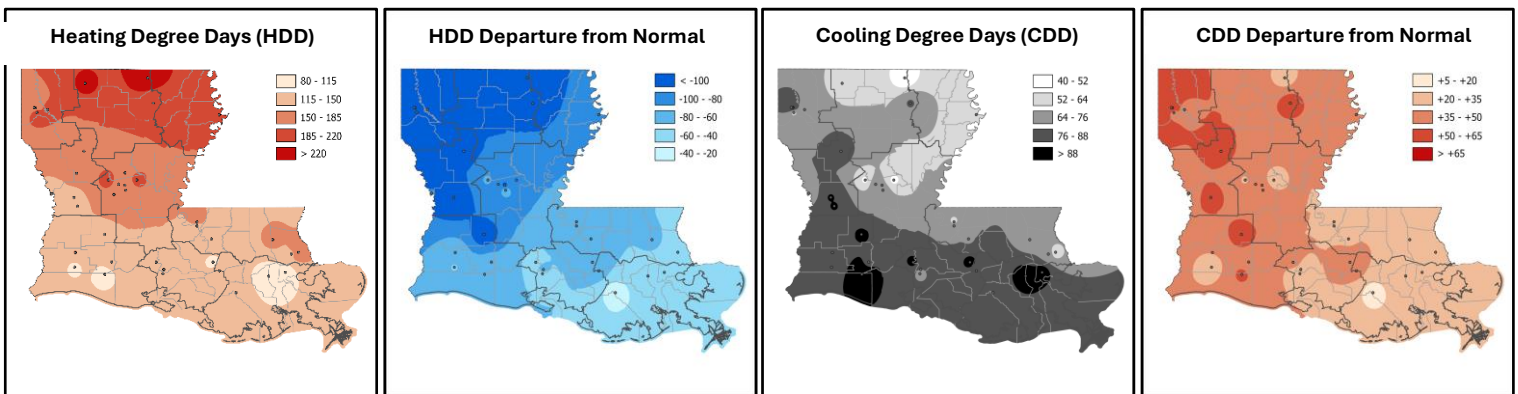 Heating Degree Days (HDD)
80 - 115
115 - 150
150 - 185
185 - 220
> 220
HDD Departure from Normal
< -100
-100 - -80
-80 - -60
-60 - -40
-40 - -20
Cooling Degree Days (CDD)
40 - 52
52 - 64
64 - 76
76 - 88
> 88
CDD Departure from Normal
+5 - +20
+20 - +35
+35 - +50
+50 - +65
> +65